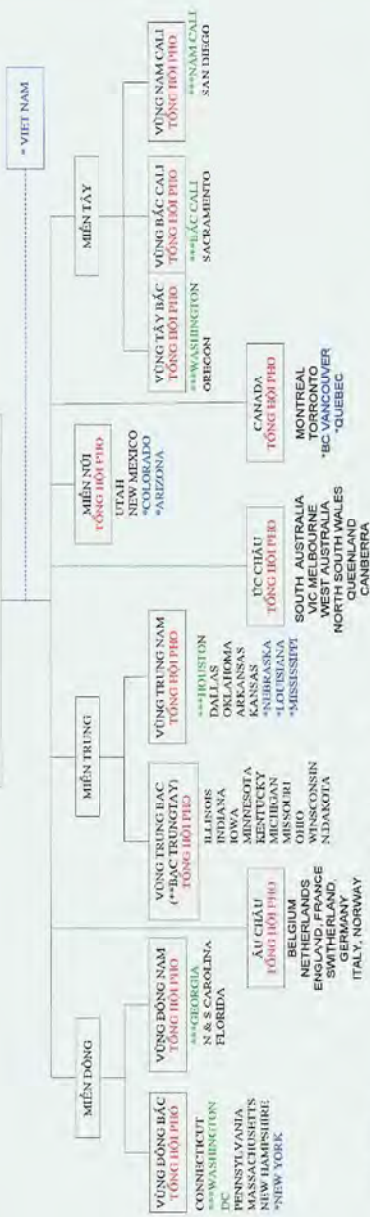 * VIET NAM
MIỀN ĐÔNG
VÙNG ĐÔNG BẮC
TỔNG HỘI PHO
CONNECTICUT
***WASHINGTON
DC
PENNSYLVANIA
MASSACHUSETTS
NEW HAMPSHIRE
*NEW YORK
VÙNG ĐÔNG NAM
TỔNG HỘI PHO
***GEORGIA
N & S CAROLINA
FLORIDA
ÂU CHÂU
TỔNG HỘI PHO
BELGIUM
NETHERLANDS
ENGLAND, FRANCE
SWITHERLAND,
GERMANY
ITALY, NORWAY
MIỀN TRUNG
VÙNG TRUNG BẮC
(**BẮC TRUNGTAY)
TỔNG HỘI PHO
ILLINOIS
INDIANA
IOWA
MINNESOTA
KENTUCKY
MICHIGAN
MISSOURI
OHIO
WINSCONSIN
N.DAKOTA
VÙNG TRUNG NAM
TỔNG HỘI PHO
***HOUSTON
DALLAS
OKLAHOMA
ARKANSAS
KANSAS
*NEBRASKA
*LOUISIANA
*MISSISSIPPI
ÚC CHÂU
TỔNG HỘI PHO
SOUTH AUSTRALIA
VIC MELBOURNE
WEST AUSTRALIA
NORTH SOUTH WALES
QUEENLAND
CANBERRA
MIỀN NÚI
TỔNG HỘI PHO
UTAH
NEW MEXICO
*COLORADO
*ARIZONA
CANADA
TỔNG HỘI PHO
MONTREAL
TORRONTO
*BC VANCOUVER
*QUEBEC
MIỀN TÂY
VÙNG TÂY BẮC
TỔNG HỘI PHO
***WASHINGTON
OREGON
VÙNG BẮC CALI
TỔNG HỘI PHO
***BẮC CALI
SACRAMENTO
VÙNG NAM CALI
TỔNG HỘI PHO
***NAM CALI
SAN DIEGO